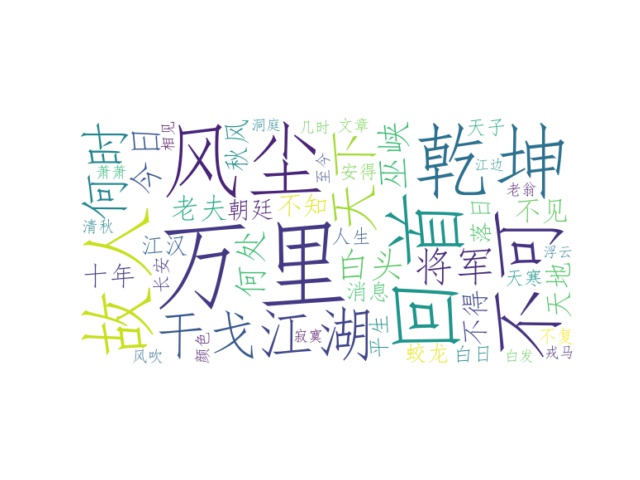 何时
今日
相见
风尘
秋风
洞庭
几时
文章
至今
安得
天下
巫峡
天子
乾坤
江边
老翁
萧萧
清秋
故人
老夫
朝廷
不知
十年
江汉
长安
万里
何处
人生
白头
消息
平生
回首
将军
落日
不见
不可
浮云
天寒
天地
风吹
颜色
干戈
江湖
寂寞
蛟龙
不得
白日
白发
不复
戎马